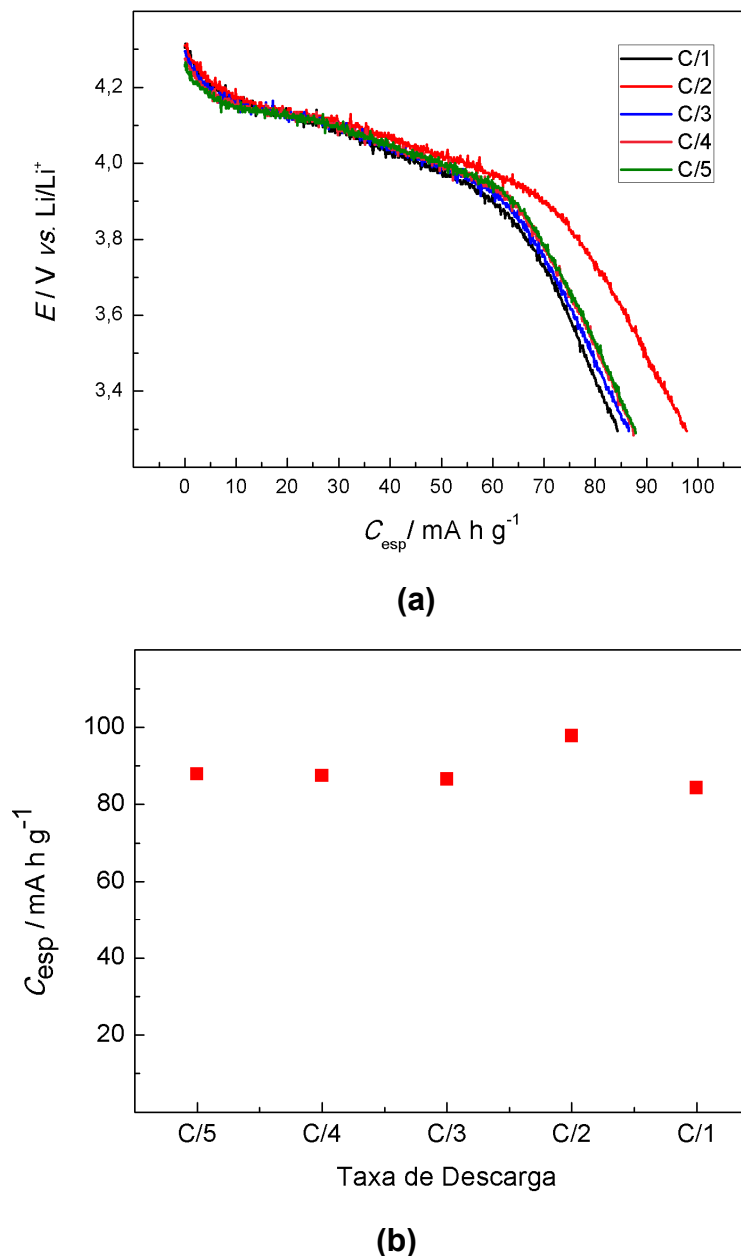 C/1
C/2
C/3
C/4
C/5
4,2
4,0
3,8
3,6
3,4
E / V vs. Li/Li⁺
0 10 20 30 40 50 60 70 80 90 100
C_esp / mA h g⁻¹
(a)
100
80
60
40
20
C_esp / mA h g⁻¹
C/5 C/4 C/3 C/2 C/1
Taxa de Descarga
(b)